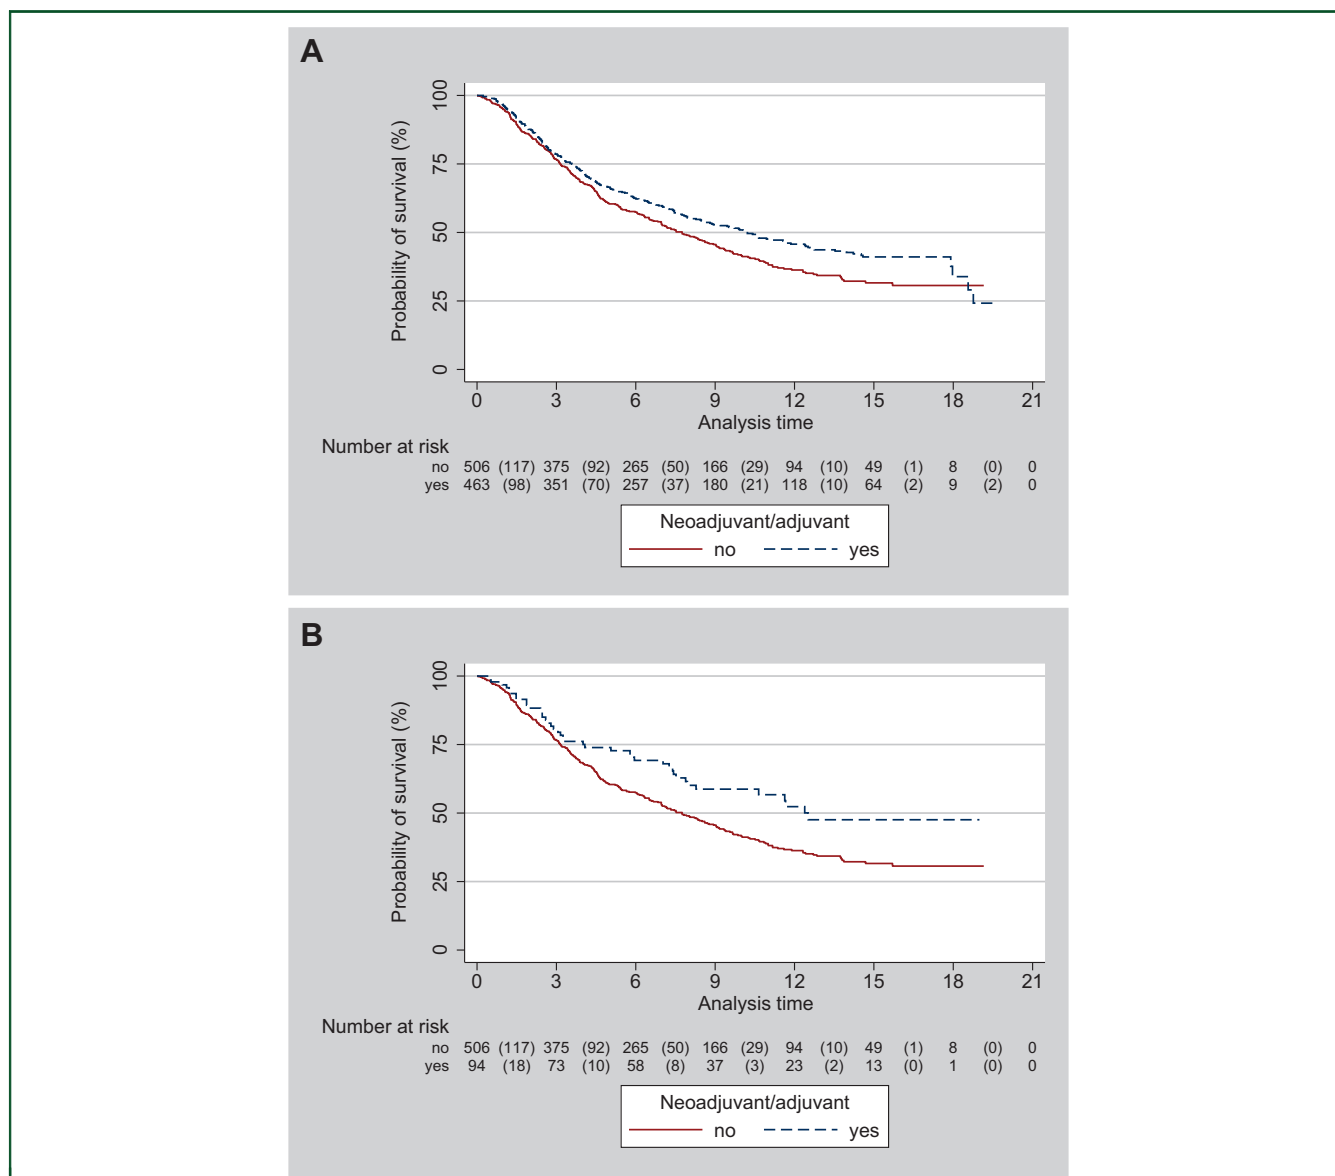 A
Probability of survival (%)
100
75
50
25
0
0 3 6 9 12 15 18 21
Analysis time
Number at risk
no 506 (117) 375 (92) 265 (50) 166 (29) 94 (10) 49 (1) 8 (0) 0
yes 463 (98) 351 (70) 257 (37) 180 (21) 118 (10) 64 (2) 9 (2) 0
Neoadjuvant/adjuvant
no yes
B
Probability of survival (%)
100
75
50
25
0
0 3 6 9 12 15 18 21
Analysis time
Number at risk
no 506 (117) 375 (92) 265 (50) 166 (29) 94 (10) 49 (1) 8 (0) 0
yes 94 (18) 73 (10) 58 (8) 37 (3) 23 (2) 13 (0) 1 (0) 0
Neoadjuvant/adjuvant
no yes